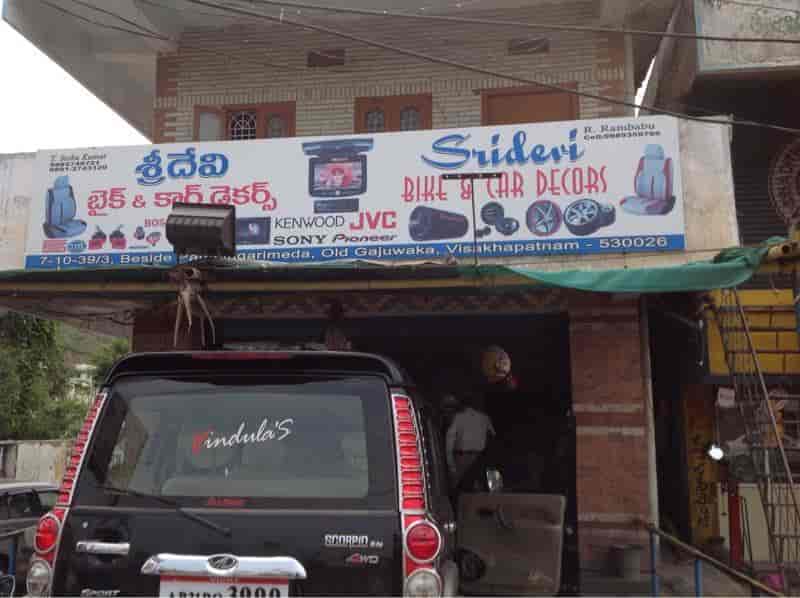 శ్రీదేవి
బైక్ & కార్ డెకర్స్
Sridevi
BIKE & CAR DECORS
R. Rambabu
KENWOOD JVC
SONY Pioneer
7-10-39/3, Beside
Old Gajuwaka, Visakhapatnam - 530026
indula's
SCORPIO
4WD